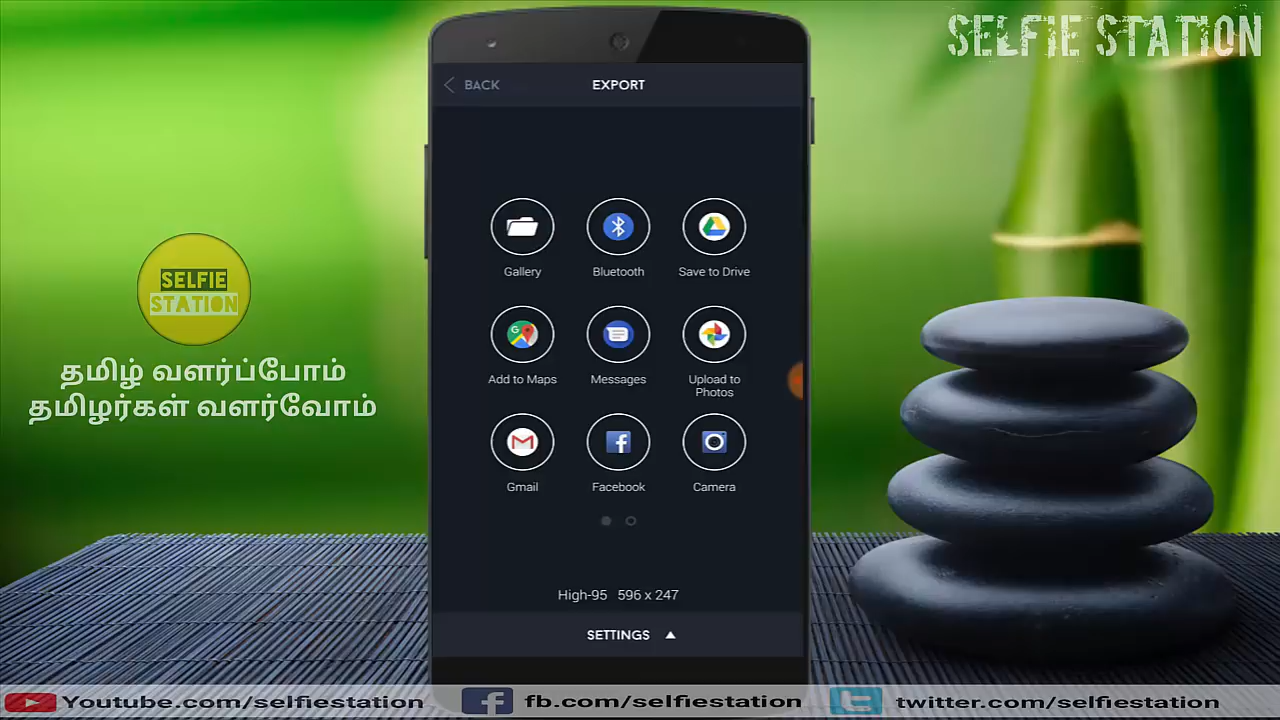 SELFIE STATION
BACK
EXPORT
Gallery
Bluetooth
Save to Drive
SELFIE
STATION
Add to Maps
Messages
Upload to
Photos
தமிழ் வளர்ப்போம்
தமிழர்கள் வளர்வோம்
Gmail
Facebook
Camera
High-95 596 x 247
SETTINGS
Youtube.com/selfiestation
fb.com/selfiestation
twitter.com/selfiestation